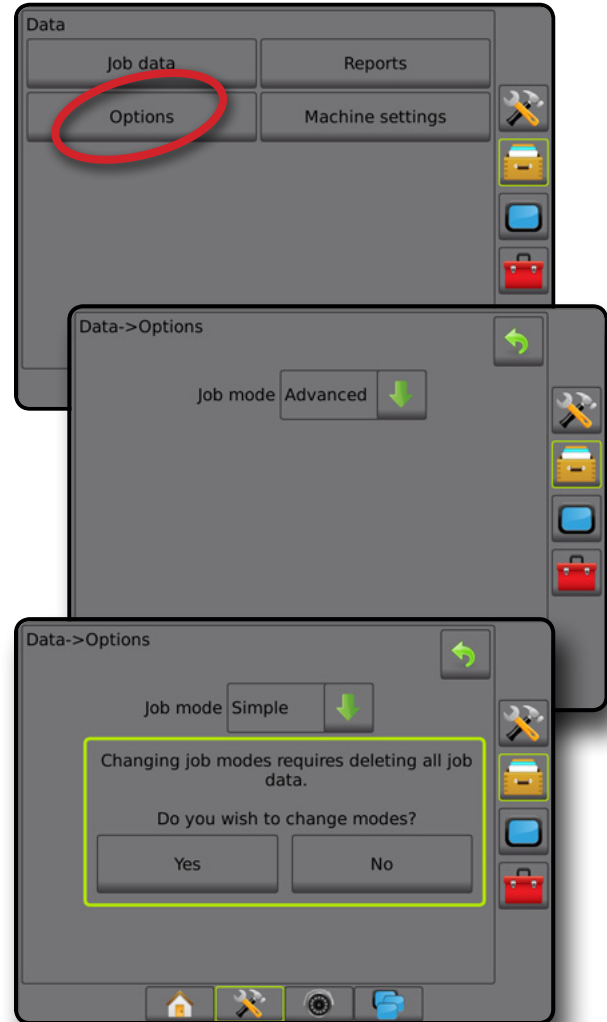 Data
Job data Reports
Options Machine settings
Data->Options
Job mode Advanced
Data->Options
Job mode Simple
Changing job modes requires deleting all job
data.
Do you wish to change modes?
Yes No